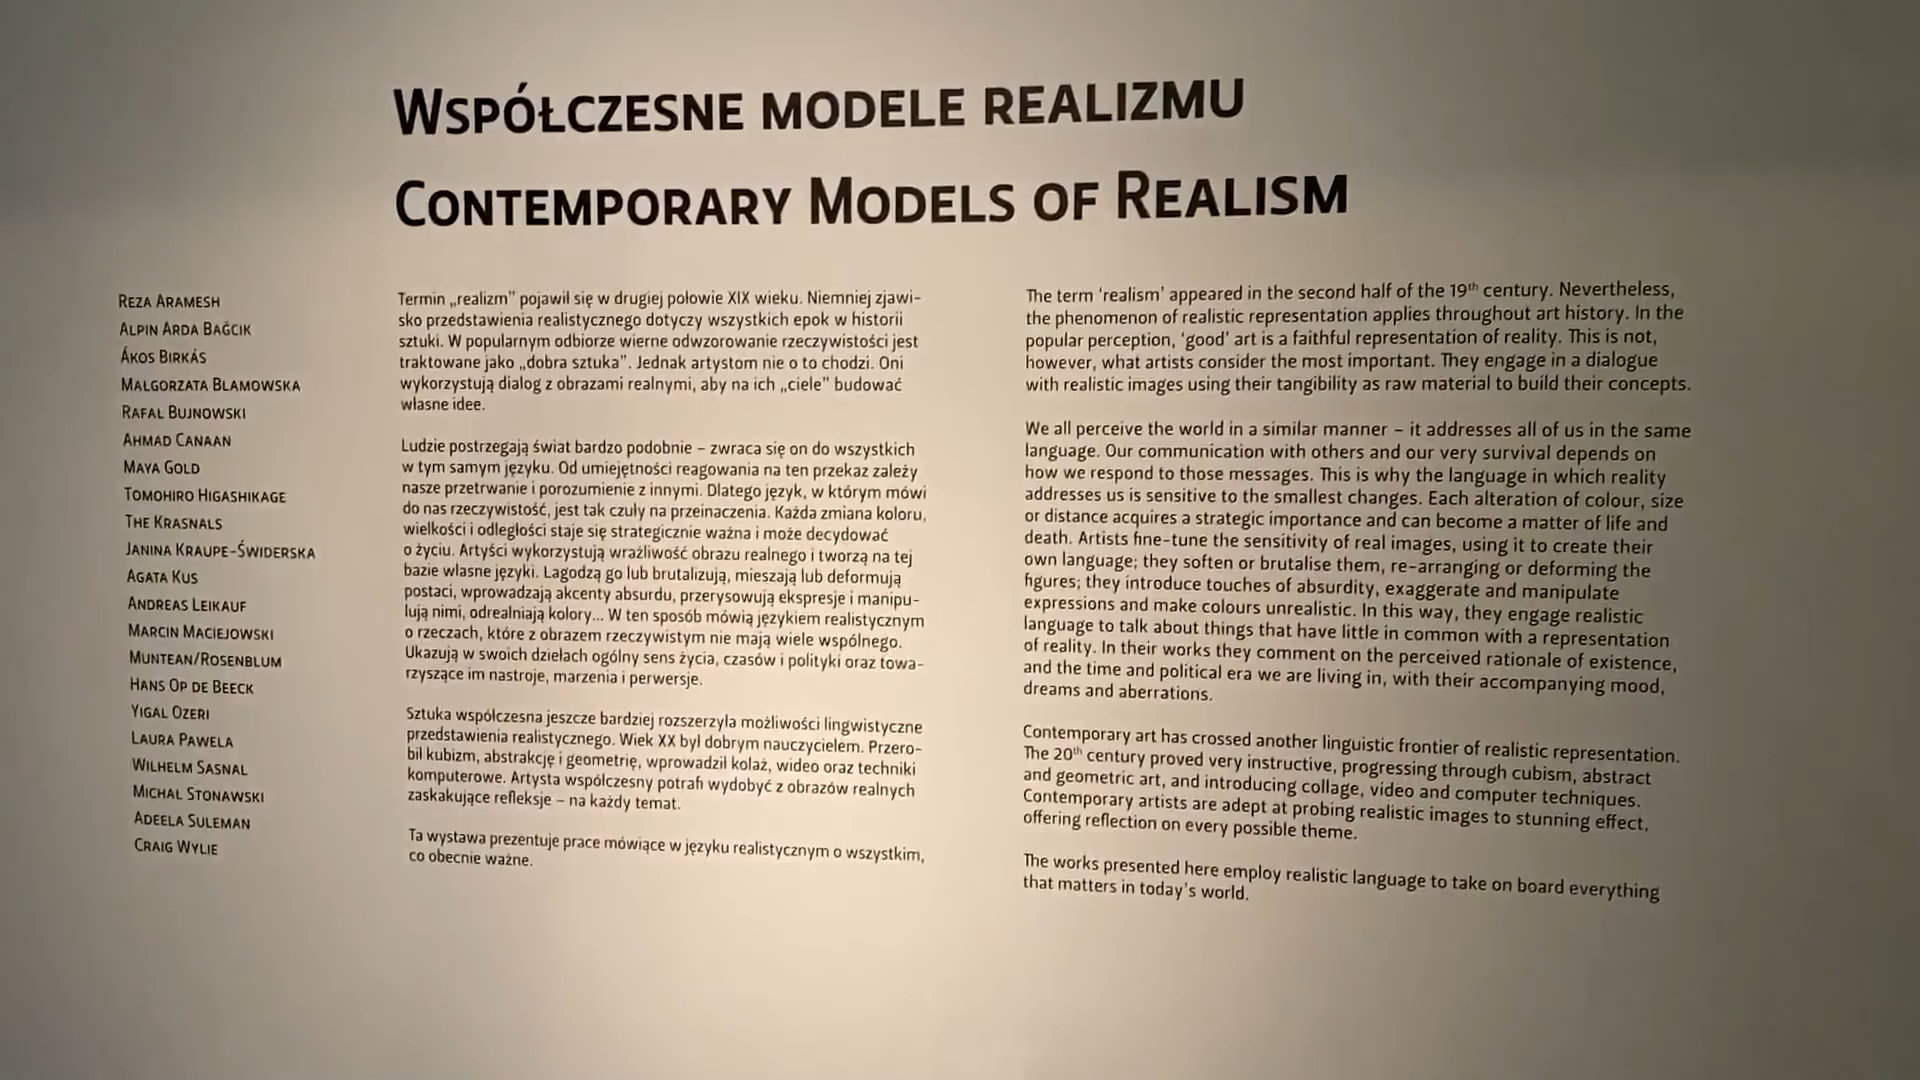 Współczesne modele realizmu
Contemporary Models of Realism
Reza Aramesh
Alpin Arda Bağcik
Ákos Birkás
Malgorzata Blamowska
Rafal Bujnowski
Ahmad Canaan
Maya Gold
Tomohiro Higashikage
The Krasnals
Janina Kraupe-Świderska
Agata Kus
Andreas Leikauf
Marcin Maciejowski
Muntean/Rosenblum
Hans Op de Beeck
Yigal Ozeri
Laura Pawela
Wilhelm Sasnal
Michal Stonawski
Adeela Suleman
Craig Wylie
Termin „realizm” pojawil się w drugiej polowie XIX wieku. Niemniej zjawi-
sko przedstawienia realistycznego dotyczy wszystkich epok w historii
sztuki. W popularnym odbiorze wierne odwzorowanie rzeczywistości jest
traktowane jako „dobra sztuka”. Jednak artystom nie o to chodzi. Oni
wykorzystują dialog z obrazami realnymi, aby na ich „ciele” budować
wlasne idee.
Ludzie postrzegają świat bardzo podobnie – zwraca się on do wszystkich
w tym samym języku. Od umiejętności reagowania na ten przekaz zależy
nasze przetrwanie i porozumienie z innymi. Dlatego język, w którym mówi
do nas rzeczywistość, jest tak czuly na przeinaczenia. Każda zmiana koloru,
wielkości i odleglości staje się strategicznie ważna i może decydować
o życiu. Artyści wykorzystują wrażliwość obrazu realnego i tworzą na tej
bazie wlasne języki. Lagodzą go lub brutalizują, mieszają lub deformują
postaci, wprowadzają akcenty absurdu, przerysowują ekspresje i manipu-
lują nimi, odrealniają kolory... W ten sposób mówią językiem realistycznym
o rzeczach, które z obrazem rzeczywistym nie mają wiele wspólnego.
Ukazują w swoich dzielach ogólny sens życia, czasów i polityki oraz towa-
rzyszące im nastroje, marzenia i perwersje.
Sztuka wspólczesna jeszcze bardziej rozszerzyla możliwości lingwistyczne
przedstawienia realistycznego. Wiek XX byl dobrym nauczycielem. Przero-
bil kubizm, abstrakcję i geometrię, wprowadzil kolaż, wideo oraz techniki
komputerowe. Artysta wspólczesny potrafi wydobyć z obrazów realnych
zaskakujące refleksje – na każdy temat.
Ta wystawa prezentuje prace mówiące w języku realistycznym o wszystkim,
co obecnie ważne.
The term ‘realism’ appeared in the second half of the 19th century. Nevertheless,
the phenomenon of realistic representation applies throughout art history. In the
popular perception, ‘good’ art is a faithful representation of reality. This is not,
however, what artists consider the most important. They engage in a dialogue
with realistic images using their tangibility as raw material to build their concepts.
We all perceive the world in a similar manner – it addresses all of us in the same
language. Our communication with others and our very survival depends on
how we respond to those messages. This is why the language in which reality
addresses us is sensitive to the smallest changes. Each alteration of colour, size
or distance acquires a strategic importance and can become a matter of life and
death. Artists fine-tune the sensitivity of real images, using it to create their
own language; they soften or brutalise them, re-arranging or deforming the
figures; they introduce touches of absurdity, exaggerate and manipulate
expressions and make colours unrealistic. In this way, they engage realistic
language to talk about things that have little in common with a representation
of reality. In their works they comment on the perceived rationale of existence,
and the time and political era we are living in, with their accompanying mood,
dreams and aberrations.
Contemporary art has crossed another linguistic frontier of realistic representation.
The 20th century proved very instructive, progressing through cubism, abstract
and geometric art, and introducing collage, video and computer techniques.
Contemporary artists are adept at probing realistic images to stunning effect,
offering reflection on every possible theme.
The works presented here employ realistic language to take on board everything
that matters in today’s world.